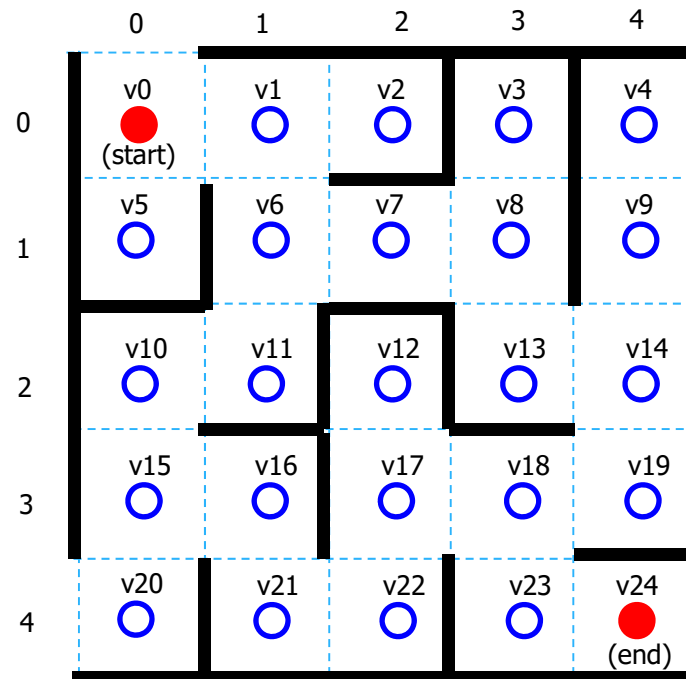 0 1 2 3 4
v0 v1 v2 v3 v4
0
(start)
v5 v6 v7 v8 v9
1
v10 v11 v12 v13 v14
2
v15 v16 v17 v18 v19
3
v20 v21 v22 v23 v24
4
(end)